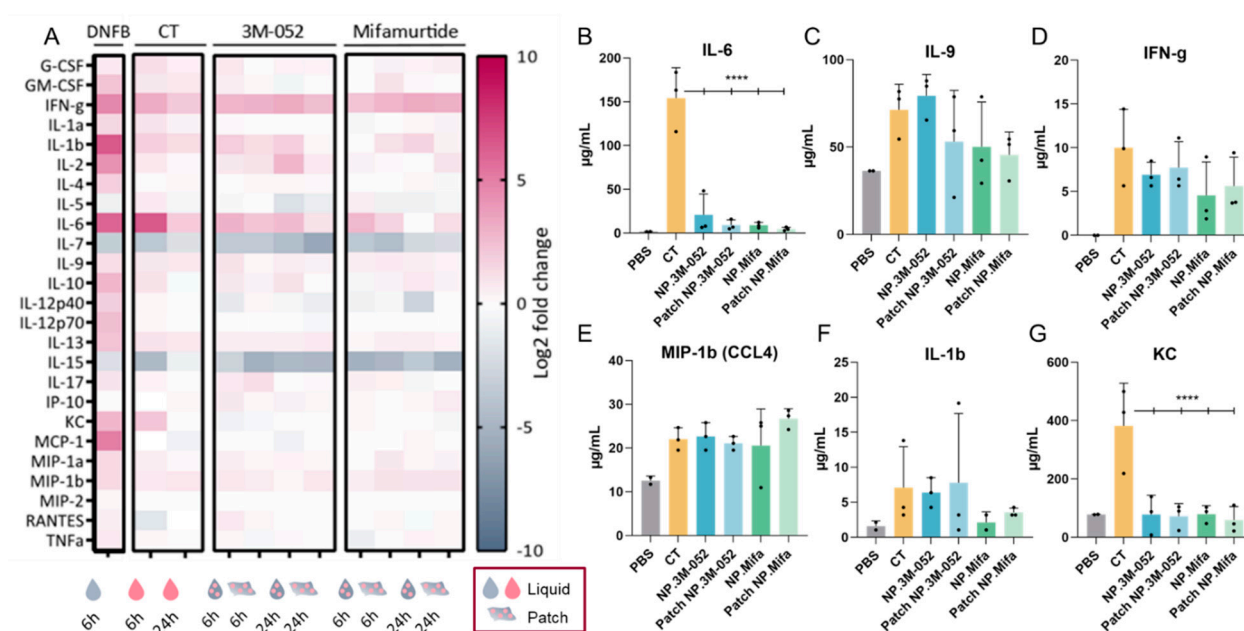 A
DNFB CT 3M-052 Mifamurtide
G-CSF
GM-CSF
IFN-g
IL-1a
IL-1b
IL-2
IL-4
IL-5
IL-6
IL-7
IL-9
IL-10
IL-12p40
IL-12p70
IL-13
IL-15
IL-17
IP-10
KC
MCP-1
MIP-1a
MIP-1b
MIP-2
RANTES
TNFa
10
5
0
-5
-10
Log2 fold change
6h 6h 24h 6h 6h 24h 24h 6h 6h 24h 24h
Liquid
Patch
B
IL-6
µg/mL
200
150
100
50
0
****
PBS
CT
NP.3M-052
Patch NP.3M-052
NP.Mifa
Patch NP.Mifa
C
IL-9
µg/mL
100
50
0
PBS
CT
NP.3M-052
Patch NP.3M-052
NP.Mifa
Patch NP.Mifa
D
IFN-g
µg/mL
20
15
10
5
0
PBS
CT
NP.3M-052
Patch NP.3M-052
NP.Mifa
Patch NP.Mifa
E
MIP-1b (CCL4)
µg/mL
40
30
20
10
0
PBS
CT
NP.3M-052
Patch NP.3M-052
NP.Mifa
Patch NP.Mifa
F
IL-1b
µg/mL
25
20
15
10
5
0
PBS
CT
NP.3M-052
Patch NP.3M-052
NP.Mifa
Patch NP.Mifa
G
KC
µg/mL
600
400
200
0
****
PBS
CT
NP.3M-052
Patch NP.3M-052
NP.Mifa
Patch NP.Mifa